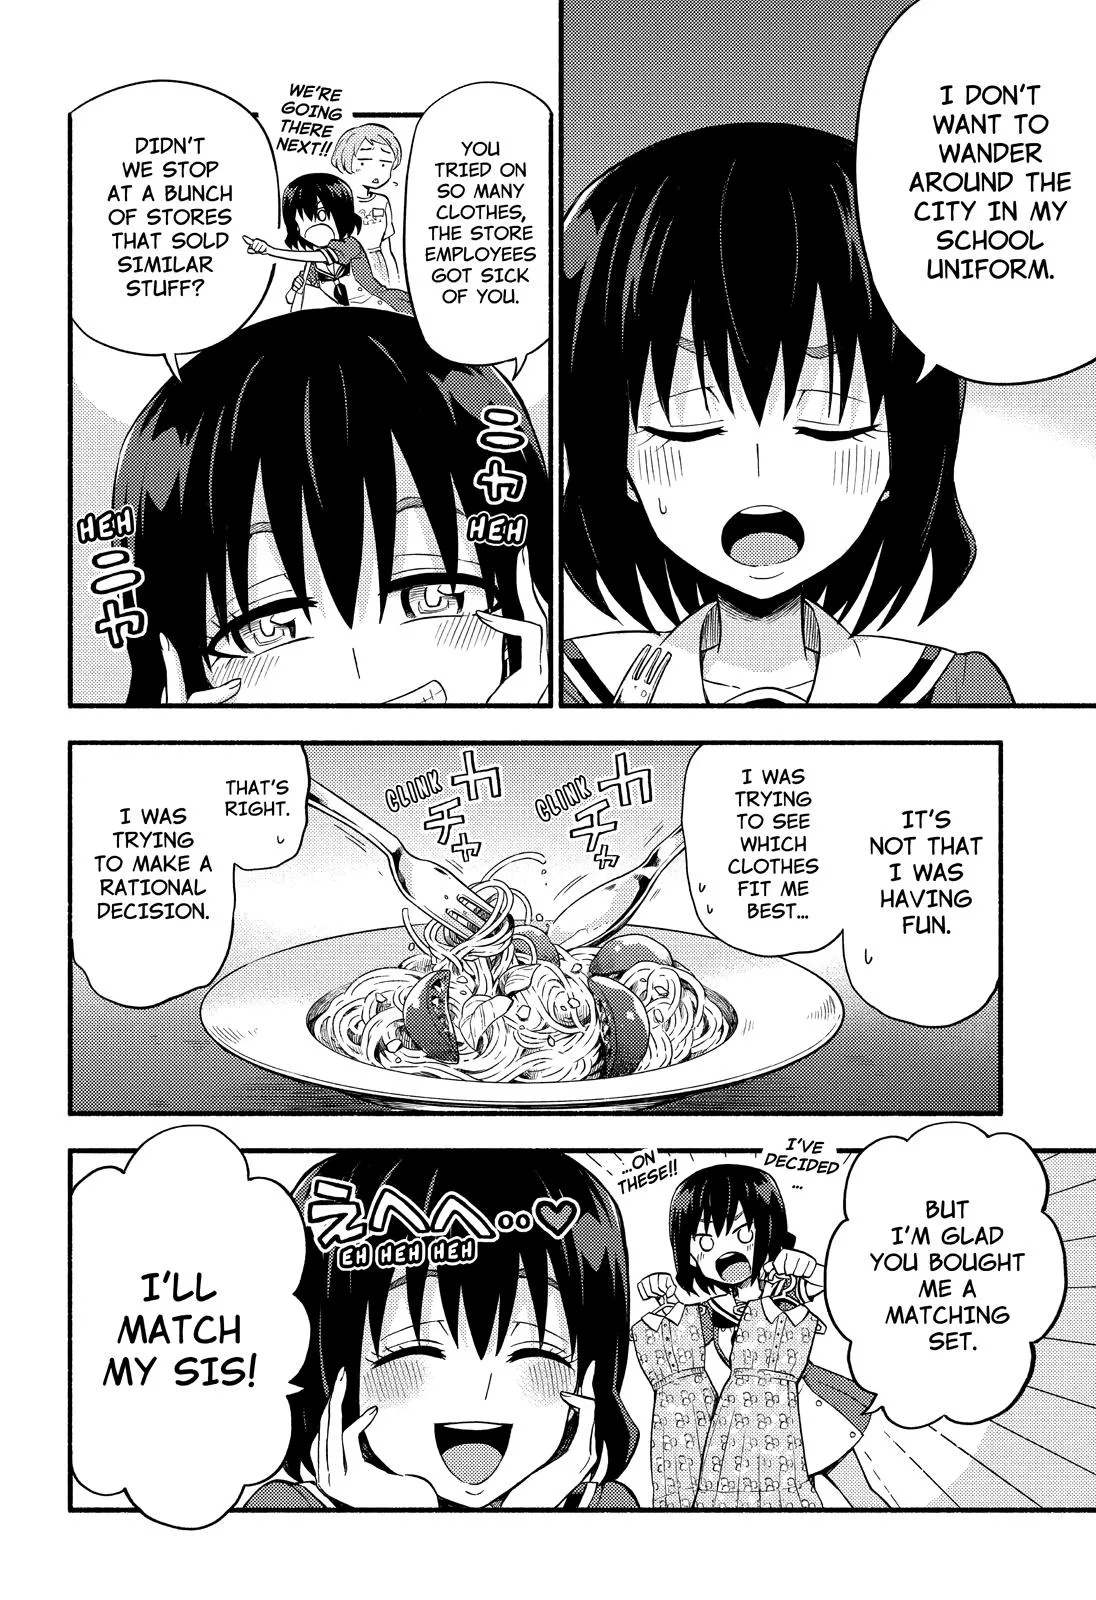 I DON'T
WANT TO
WANDER
AROUND THE
CITY IN MY
SCHOOL
UNIFORM.
YOU
TRIED ON
SO MANY
CLOTHES,
THE STORE
EMPLOYEES
GOT SICK
OF YOU.
WE'RE
GOING
THERE
NEXT!!
DIDN'T
WE STOP
AT A BUNCH
OF STORES
THAT SOLD
SIMILAR
STUFF?
ニヤ
HEH
HEH
ニヤ
IT'S
NOT THAT
I WAS
HAVING
FUN.
I WAS
TRYING
TO SEE
WHICH
CLOTHES
FIT ME
BEST...
カチャ
CLINK
カチャ
CLINK
THAT'S
RIGHT.
I WAS
TRYING
TO MAKE A
RATIONAL
DECISION.
BUT
I'M GLAD
YOU BOUGHT
ME A
MATCHING
SET.
I'VE
DECIDED
...
...ON
THESE!!
えへへ..♡
EH HEH HEH
I'LL
MATCH
MY SIS!